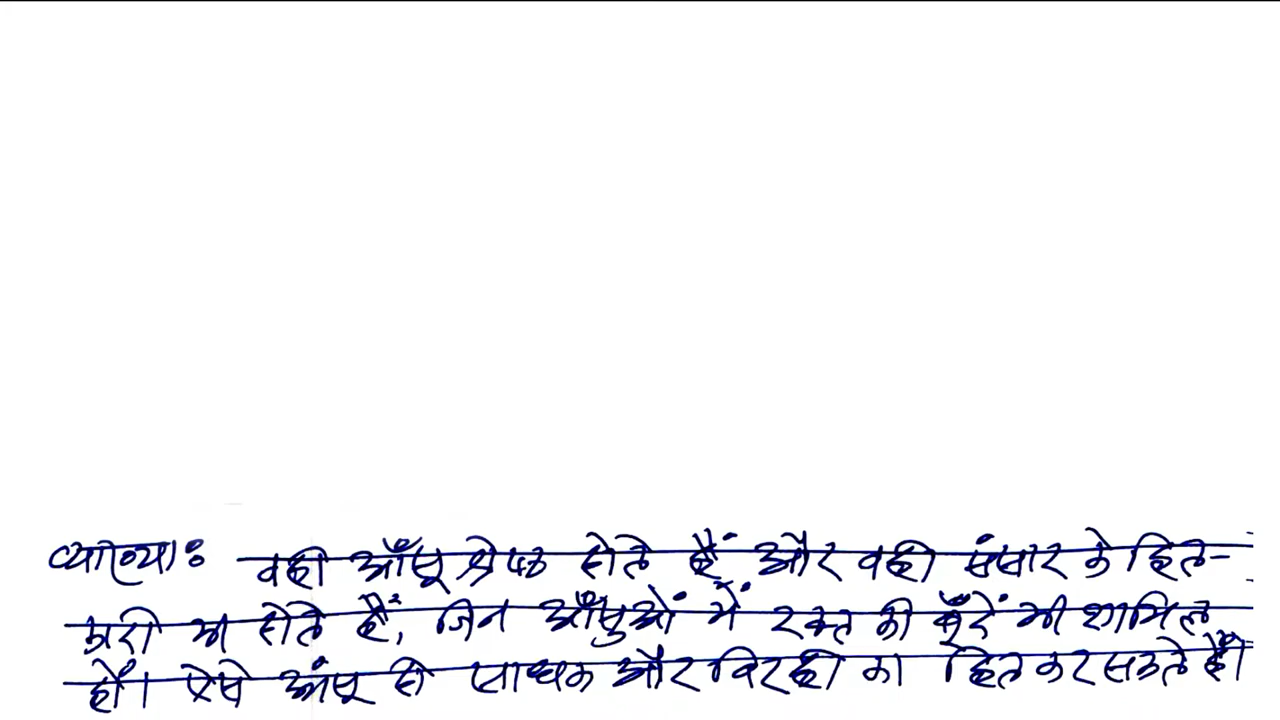 व्याख्याः वही आँसू श्रेष्ठ होते हैं और वही संसार के हित-
कारी भी होते हैं, जिन आँसुओं में रक्त की बूँदें भी शामिल
हों। ऐसे आंसू ही साधक और विरही का हित कर सकते हैं।